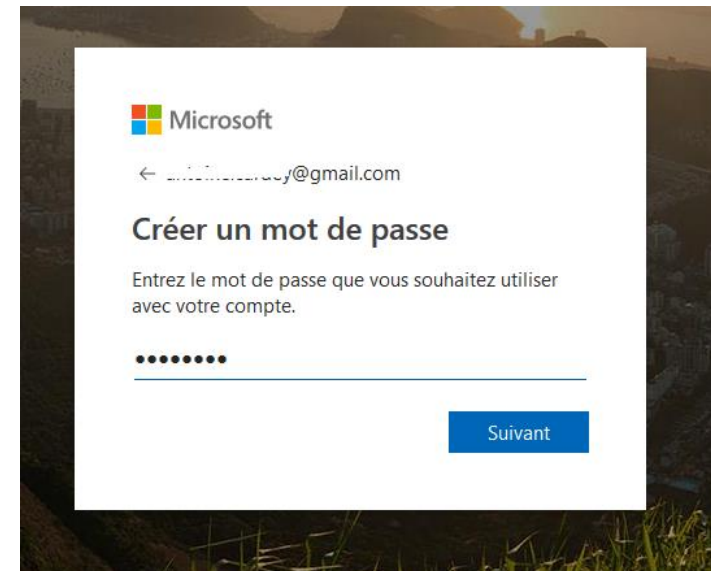 Microsoft
← @gmail.com
Créer un mot de passe
Entrez le mot de passe que vous souhaitez utiliser
avec votre compte.
••••••••
Suivant